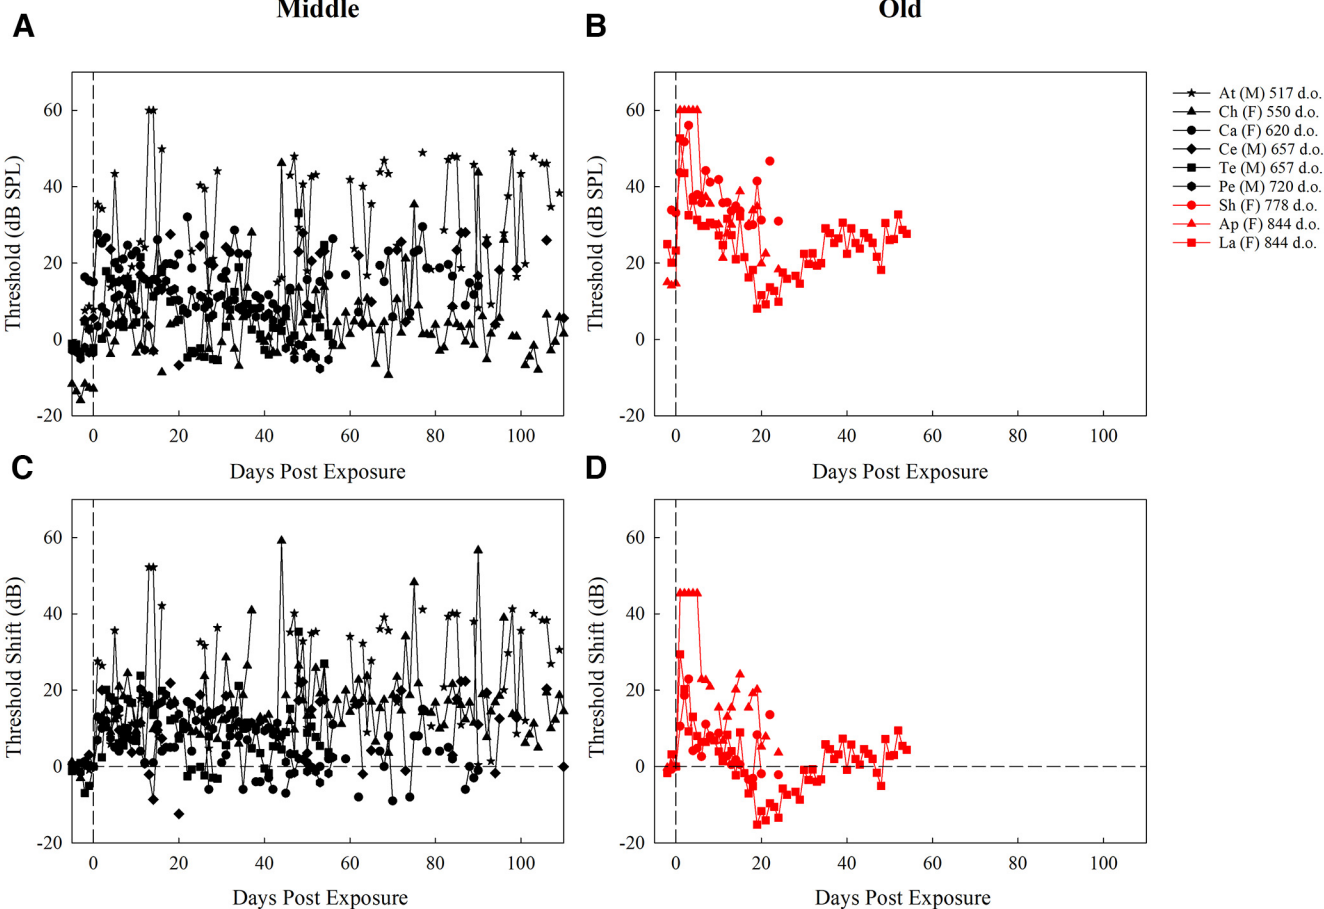 Middle
Old
A
B
60
40
20
0
-20
Threshold (dB SPL)
0 20 40 60 80 100
Days Post Exposure
60
40
20
0
-20
Threshold (dB SPL)
0 20 40 60 80 100
Days Post Exposure
At (M) 517 d.o.
Ch (F) 550 d.o.
Ca (F) 620 d.o.
Ce (M) 657 d.o.
Te (M) 657 d.o.
Pe (M) 720 d.o.
Sh (F) 778 d.o.
Ap (F) 844 d.o.
La (F) 844 d.o.
C
D
60
40
20
0
-20
Threshold Shift (dB)
0 20 40 60 80 100
Days Post Exposure
60
40
20
0
-20
Threshold Shift (dB)
0 20 40 60 80 100
Days Post Exposure